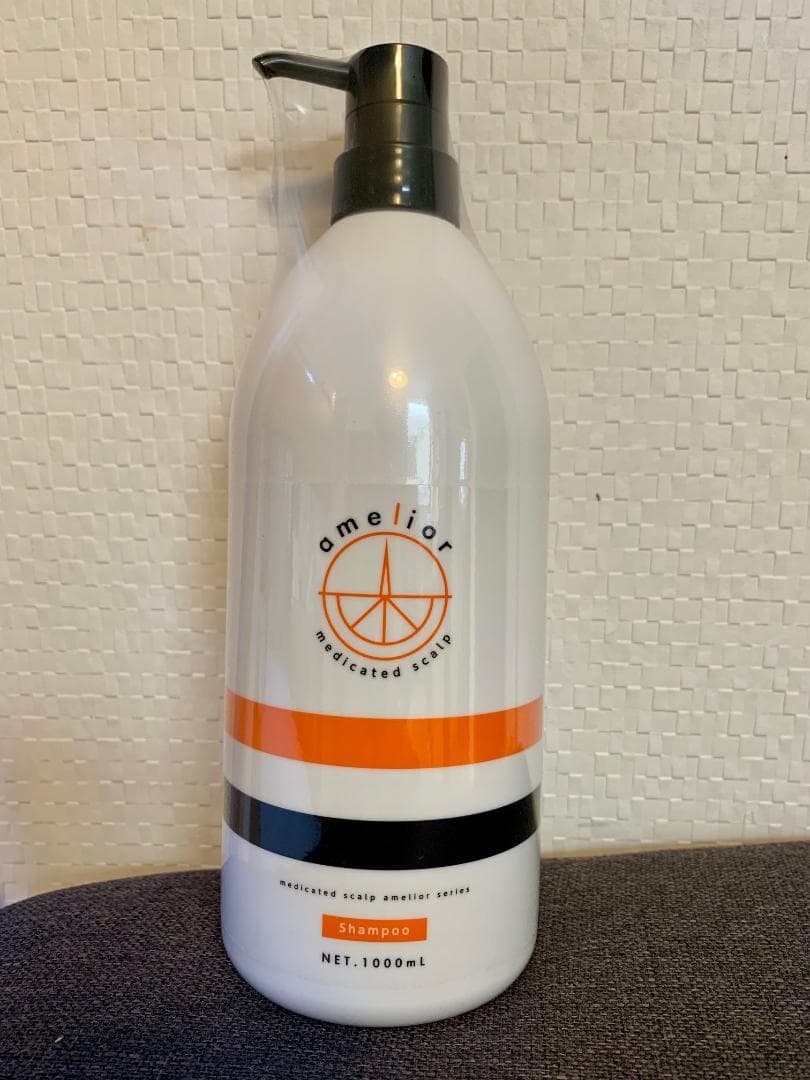 amelior
medicated scalp
medicated scalp amelior series
Shampoo
NET.1000mL